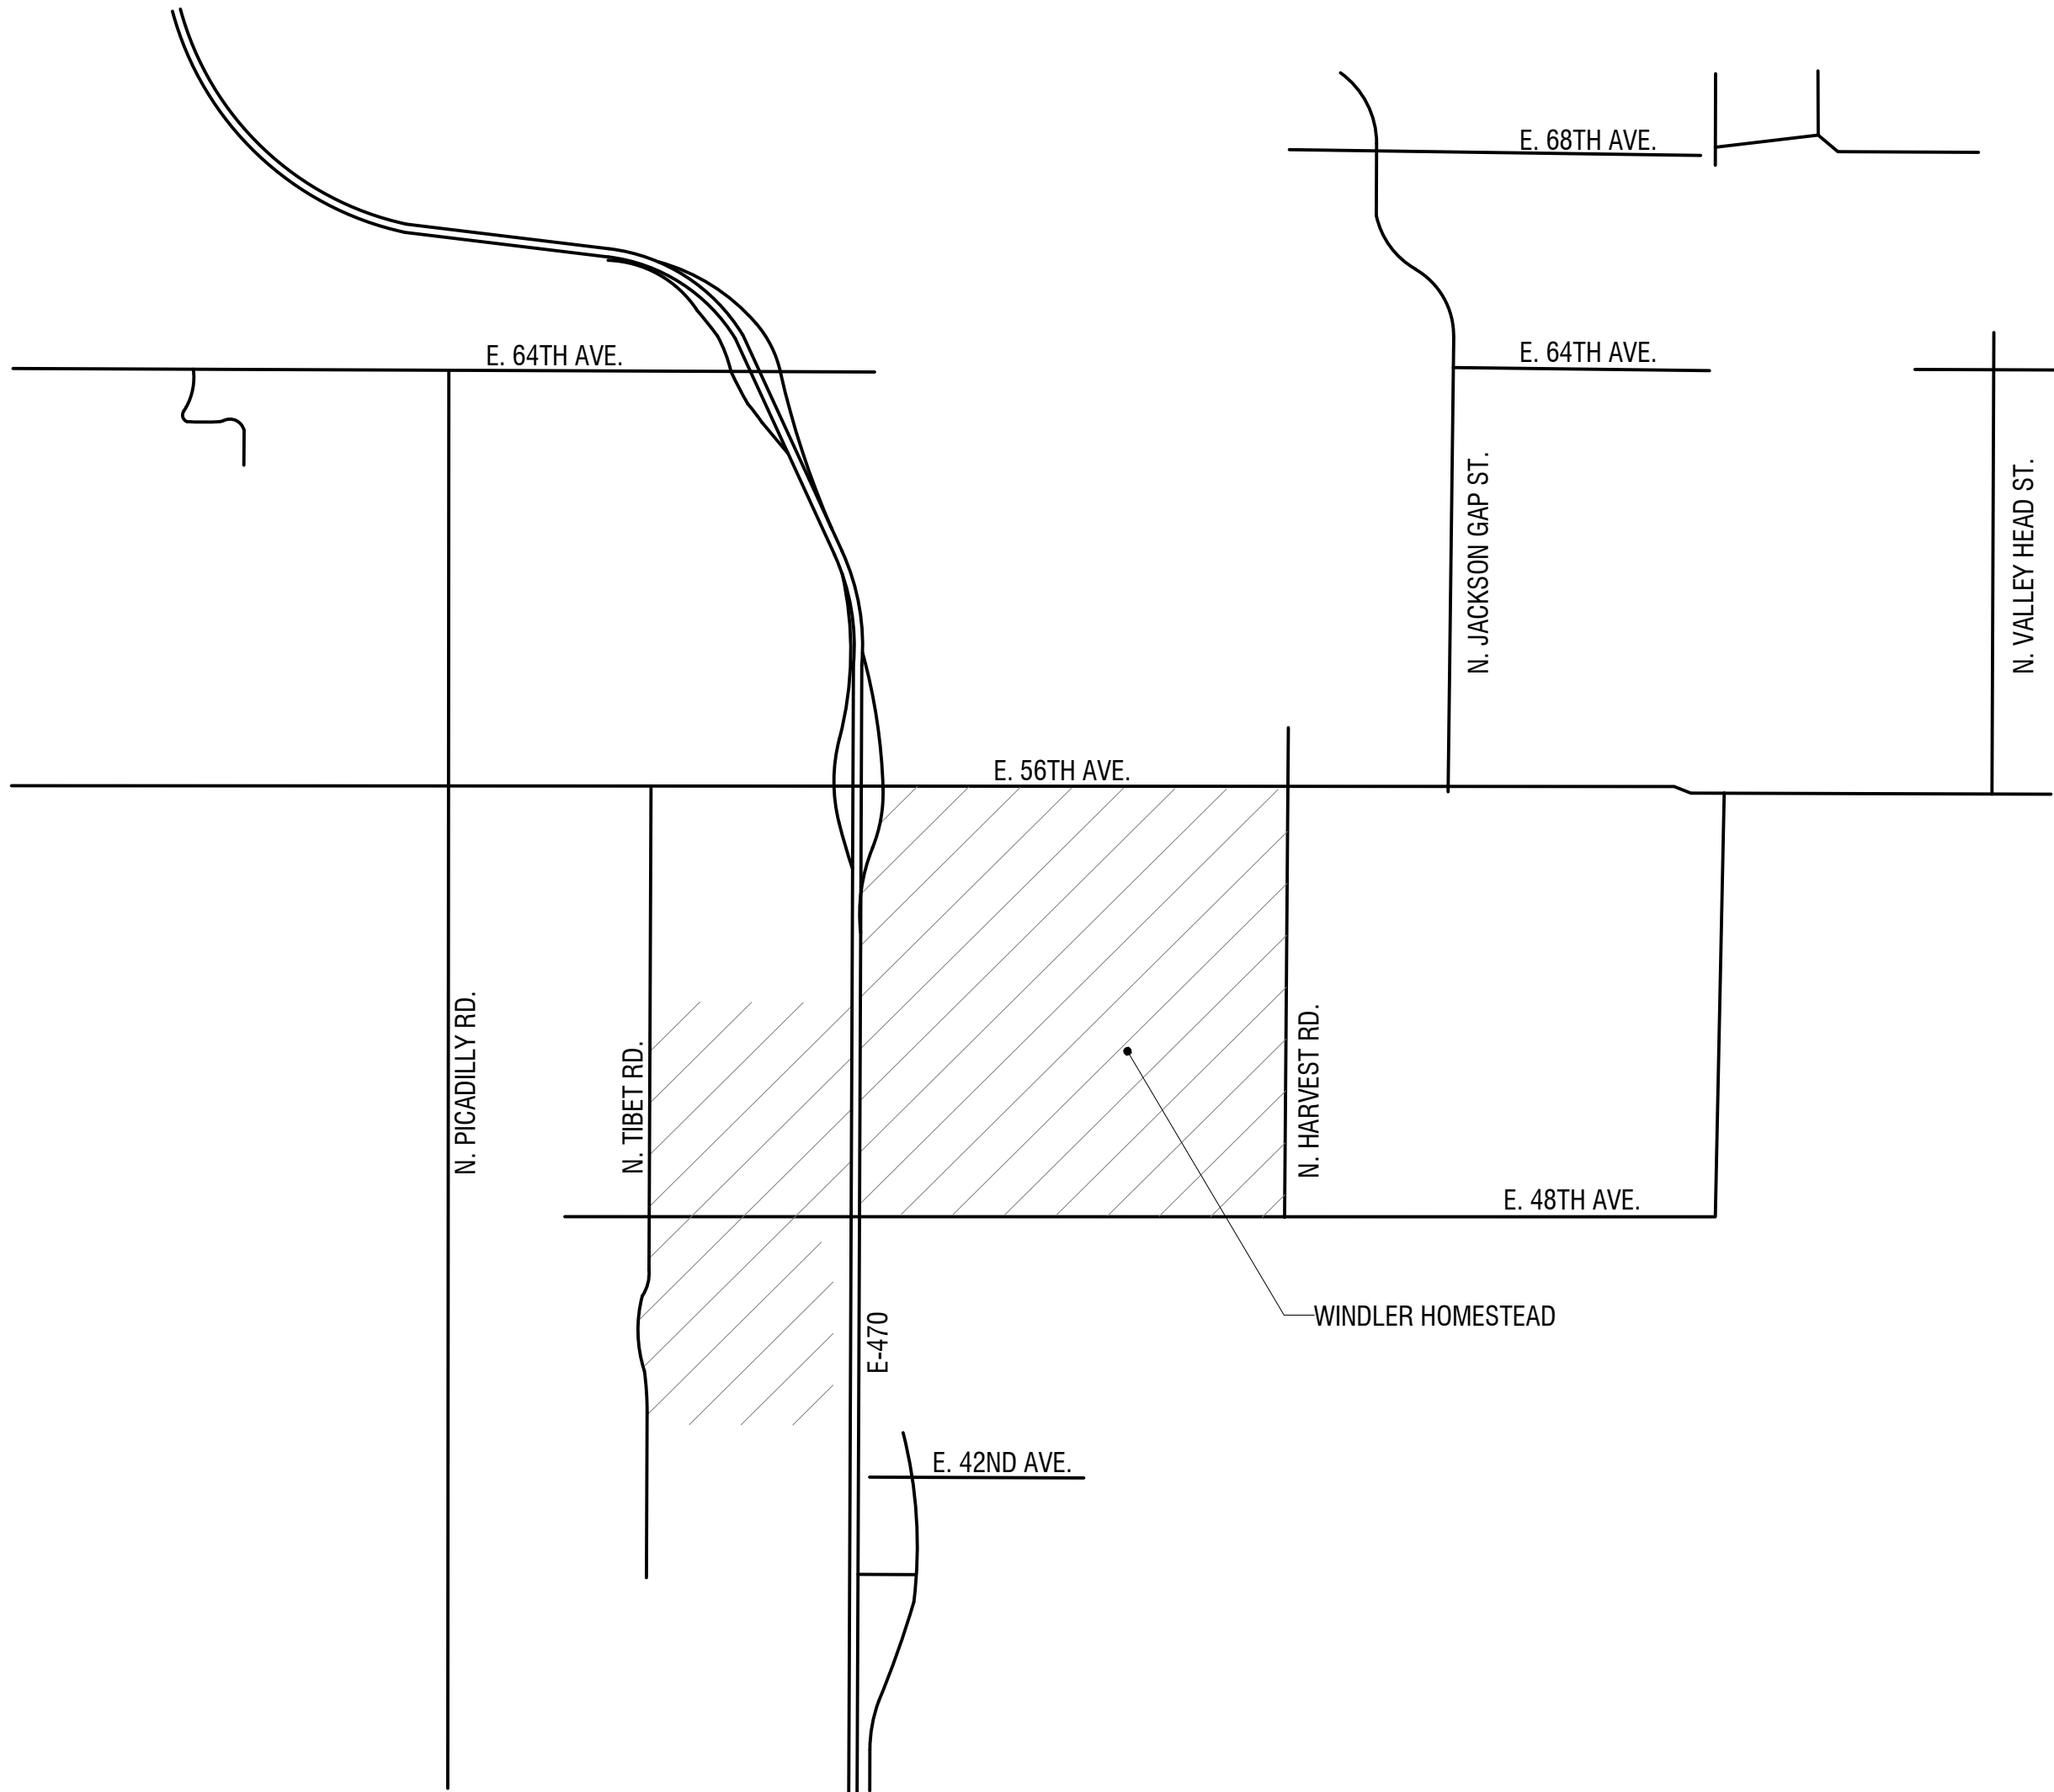 E. 68TH AVE.
E. 64TH AVE.
E. 64TH AVE.
N. JACKSON GAP ST.
N. VALLEY HEAD ST.
E. 56TH AVE.
N. PICADILLY RD.
N. TIBET RD.
N. HARVEST RD.
E. 48TH AVE.
WINDLER HOMESTEAD
E-470
E. 42ND AVE.